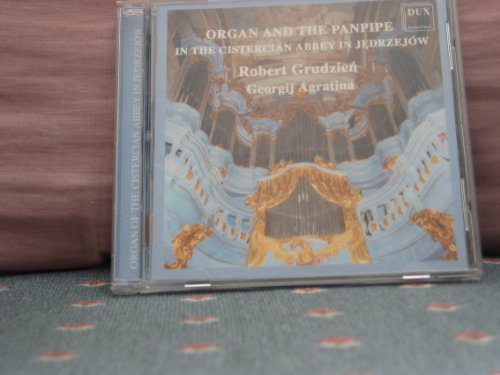 ORGAN AND THE PANPIPE
IN THE CISTERCIAN ABBEY IN JĘDRZEJÓW
Robert Grudzień
Georgij Agratina
DUX
ORGAN OF THE CISTERCIAN ABBEY IN JĘDRZEJÓW